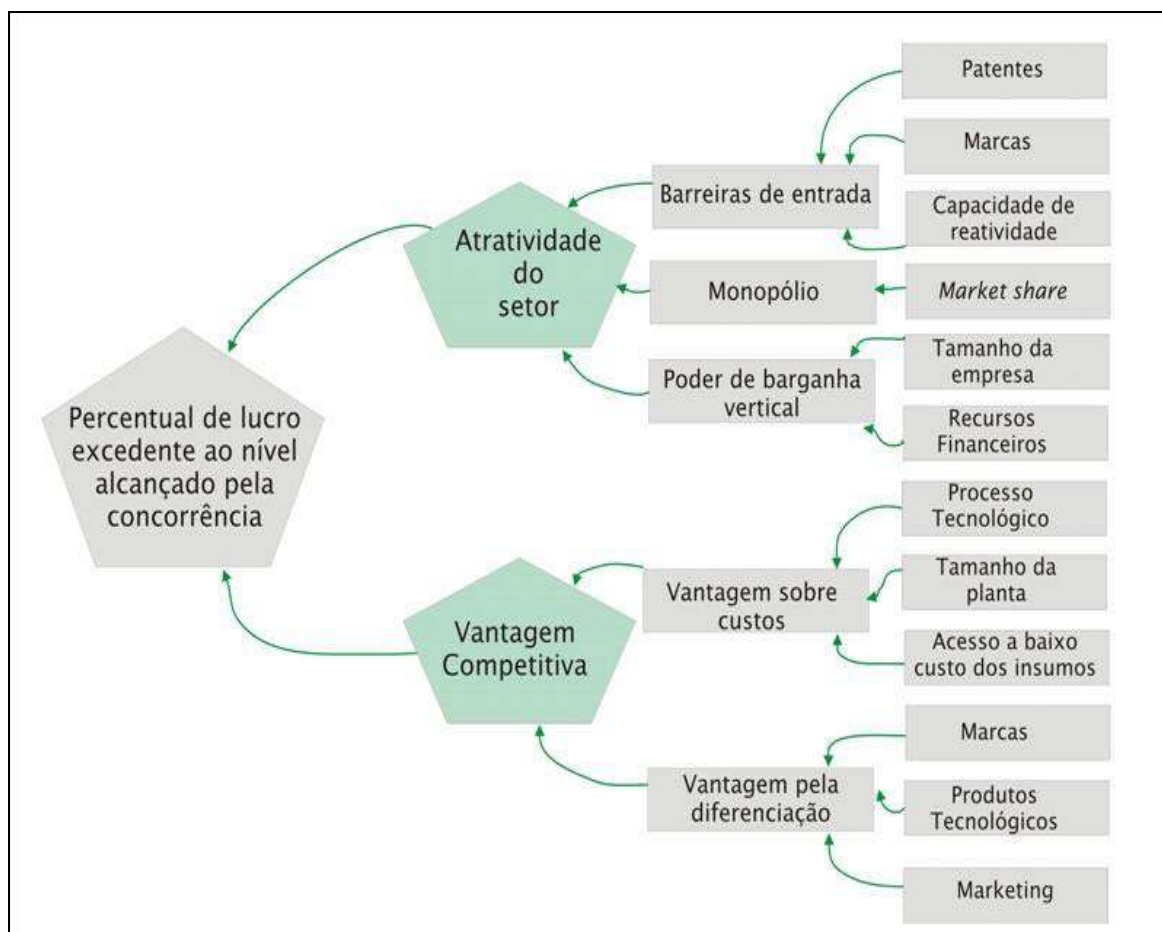 Percentual de lucro
excedente ao nível
alcançado pela
concorrência
Atratividade
do
setor
Barreiras de entrada
Patentes
Marcas
Capacidade de
reatividade
Monopólio
Market share
Poder de barganha
vertical
Tamanho da
empresa
Recursos
Financeiros
Vantagem
Competitiva
Vantagem sobre
custos
Processo
Tecnológico
Tamanho da
planta
Acesso a baixo
custo dos insumos
Vantagem pela
diferenciação
Marcas
Produtos
Tecnológicos
Marketing